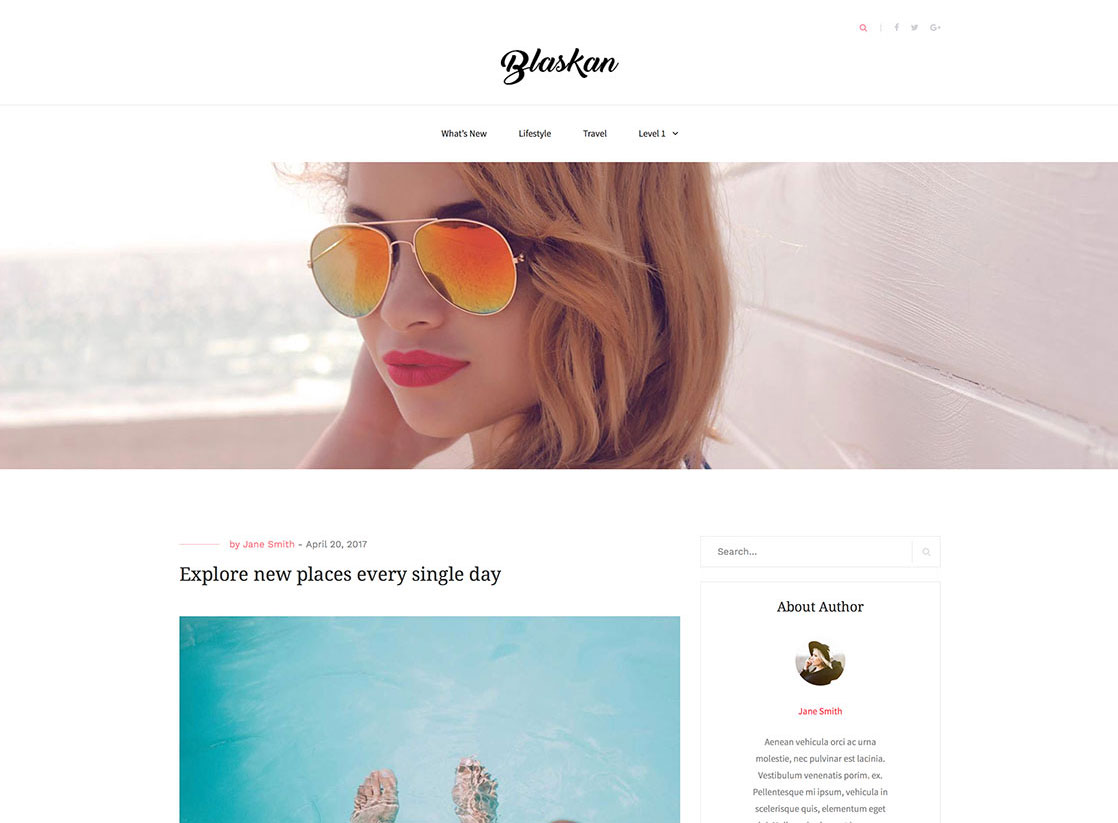 Blaskan
What's New Lifestyle Travel Level 1
by Jane Smith - April 20, 2017
Explore new places every single day
Search...
About Author
Jane Smith
Aenean vehicula orci ac urna
molestie, nec pulvinar est lacinia.
Vestibulum venenatis porim. ex.
Pellentesque mi ipsum, vehicula in
scelerisque quis, elementum eget